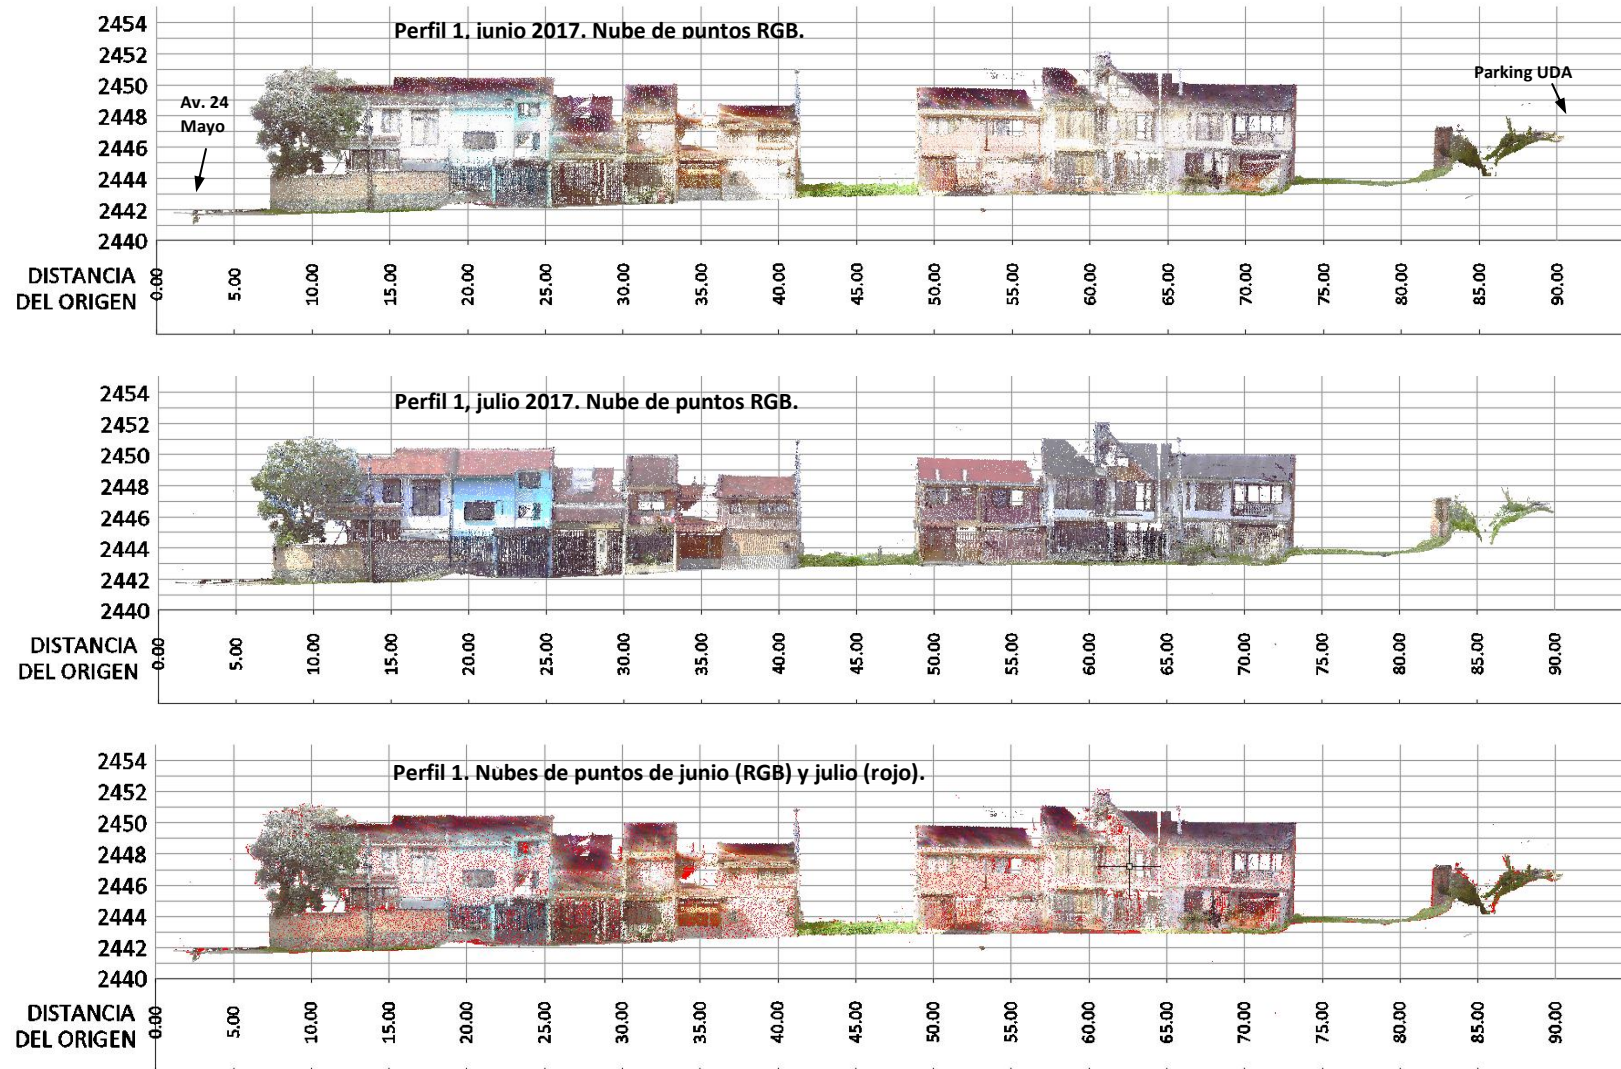 Perfil 1, junio 2017. Nube de puntos RGB.
2454
2452
2450
2448
2446
2444
2442
2440
Av. 24
Mayo
Parking UDA
DISTANCIA
DEL ORIGEN
0.00 5.00 10.00 15.00 20.00 25.00 30.00 35.00 40.00 45.00 50.00 55.00 60.00 65.00 70.00 75.00 80.00 85.00 90.00
Perfil 1, julio 2017. Nube de puntos RGB.
2454
2452
2450
2448
2446
2444
2442
2440
DISTANCIA
DEL ORIGEN
0.00 5.00 10.00 15.00 20.00 25.00 30.00 35.00 40.00 45.00 50.00 55.00 60.00 65.00 70.00 75.00 80.00 85.00 90.00
Perfil 1. Nubes de puntos de junio (RGB) y julio (rojo).
2454
2452
2450
2448
2446
2444
2442
2440
DISTANCIA
DEL ORIGEN
0.00 5.00 10.00 15.00 20.00 25.00 30.00 35.00 40.00 45.00 50.00 55.00 60.00 65.00 70.00 75.00 80.00 85.00 90.00